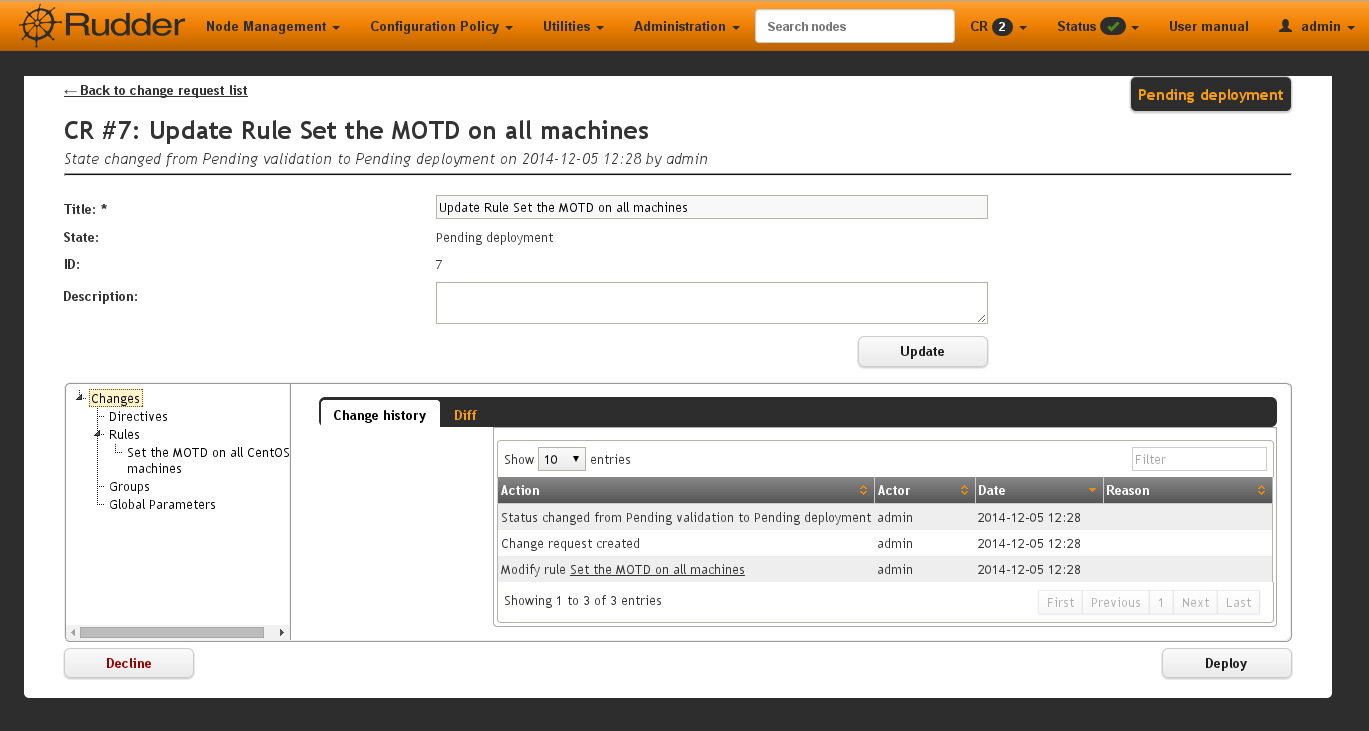 Rudder Node Management Configuration Policy Utilities Administration Search nodes CR 2 Status User manual admin
←Back to change request list
Pending deployment
CR #7: Update Rule Set the MOTD on all machines
State changed from Pending validation to Pending deployment on 2014-12-05 12:28 by admin
Title: * Update Rule Set the MOTD on all machines
State: Pending deployment
ID: 7
Description:
Update
Changes
Directives
Rules
Set the MOTD on all CentOS
machines
Groups
Global Parameters
Change history Diff
Show 10 entries Filter
Action Actor Date Reason
Status changed from Pending validation to Pending deployment admin 2014-12-05 12:28
Change request created admin 2014-12-05 12:28
Modify rule Set the MOTD on all machines admin 2014-12-05 12:28
Showing 1 to 3 of 3 entries First Previous 1 Next Last
Decline Deploy